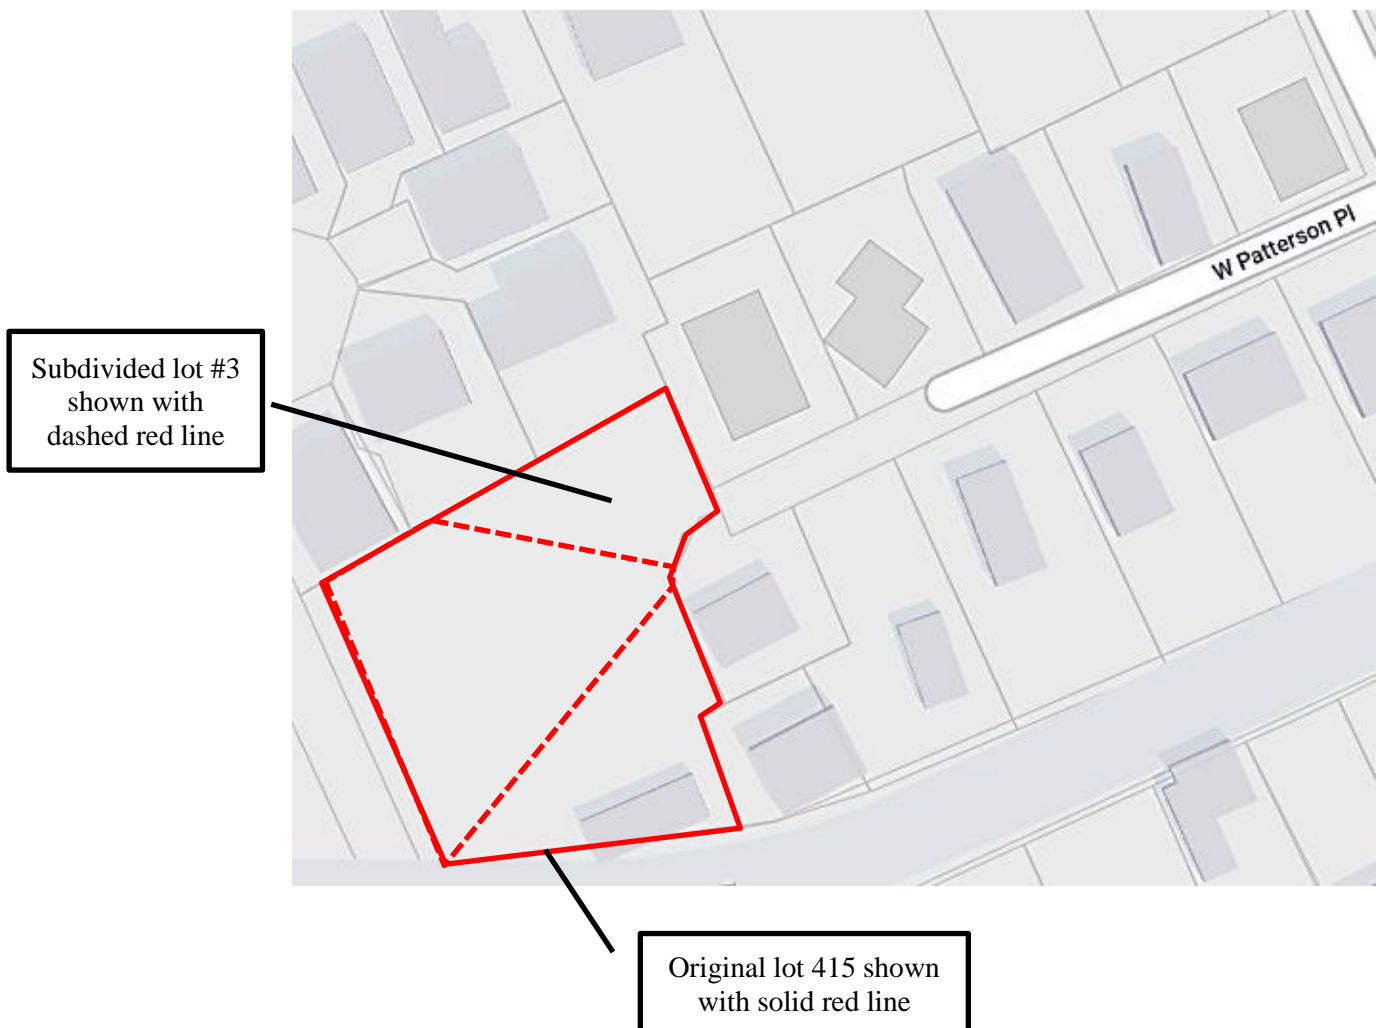 W Patterson Pl
Subdivided lot #3
shown with
dashed red line
Original lot 415 shown
with solid red line